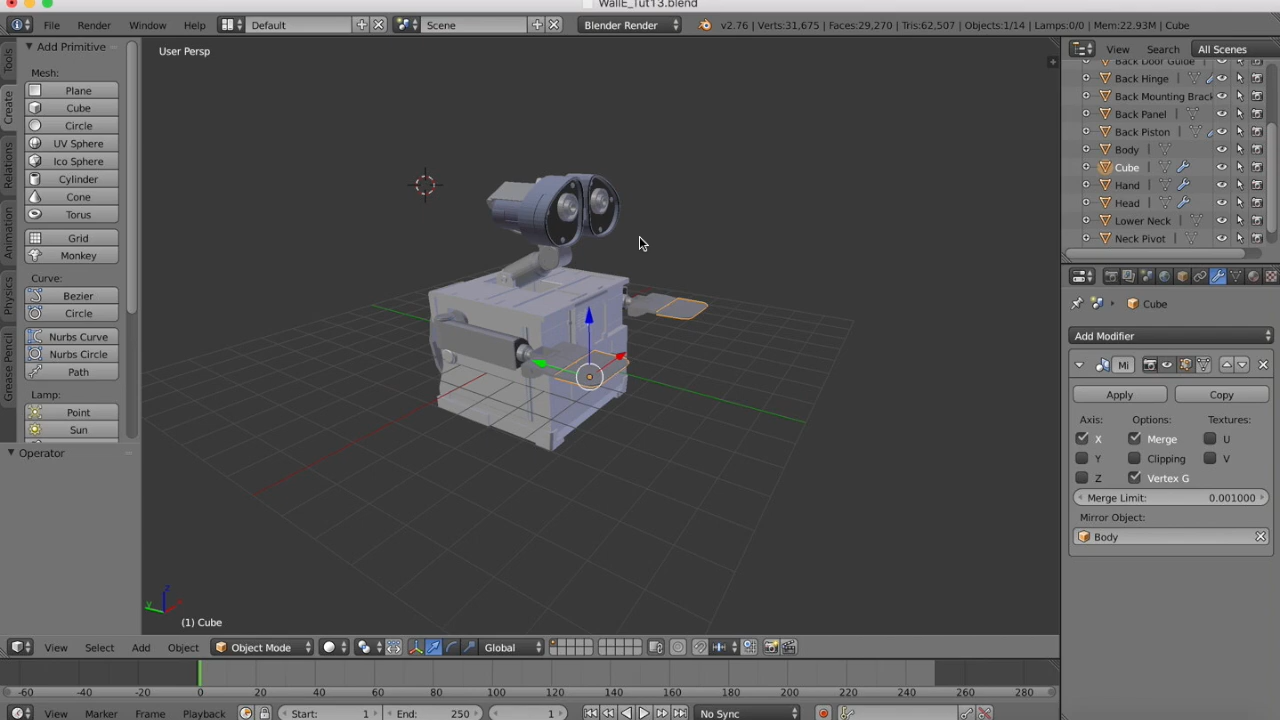 WallE_Tut13.blend
File Render Window Help Default Scene Blender Render v2.76 | Verts:31,675 | Faces:29,270 | Tris:62,507 | Objects:1/14 | Lamps:0/0 | Mem:22.93M | Cube
Tools
Create
Relations
Animation
Physics
Grease Pencil
Add Primitive
Mesh:
Plane
Cube
Circle
UV Sphere
Ico Sphere
Cylinder
Cone
Torus
Grid
Monkey
Curve:
Bezier
Circle
Nurbs Curve
Nurbs Circle
Path
Lamp:
Point
Sun
Operator
User Persp
z
y
(1) Cube
View Select Add Object Object Mode Global
-60 -40 -20 0 20 40 60 80 100 120 140 160 180 200 220 240 260 280
View Marker Frame Playback Start: 1 End: 250 1 No Sync
View Search All Scenes
Back Door Guide
Back Hinge
Back Mounting Brack
Back Panel
Back Piston
Body
Cube
Hand
Head
Lower Neck
Neck Pivot
Cube
Add Modifier
Mi
Apply Copy
Axis: Options: Textures:
X Merge U
Y Clipping V
Z Vertex G
Merge Limit: 0.001000
Mirror Object:
Body